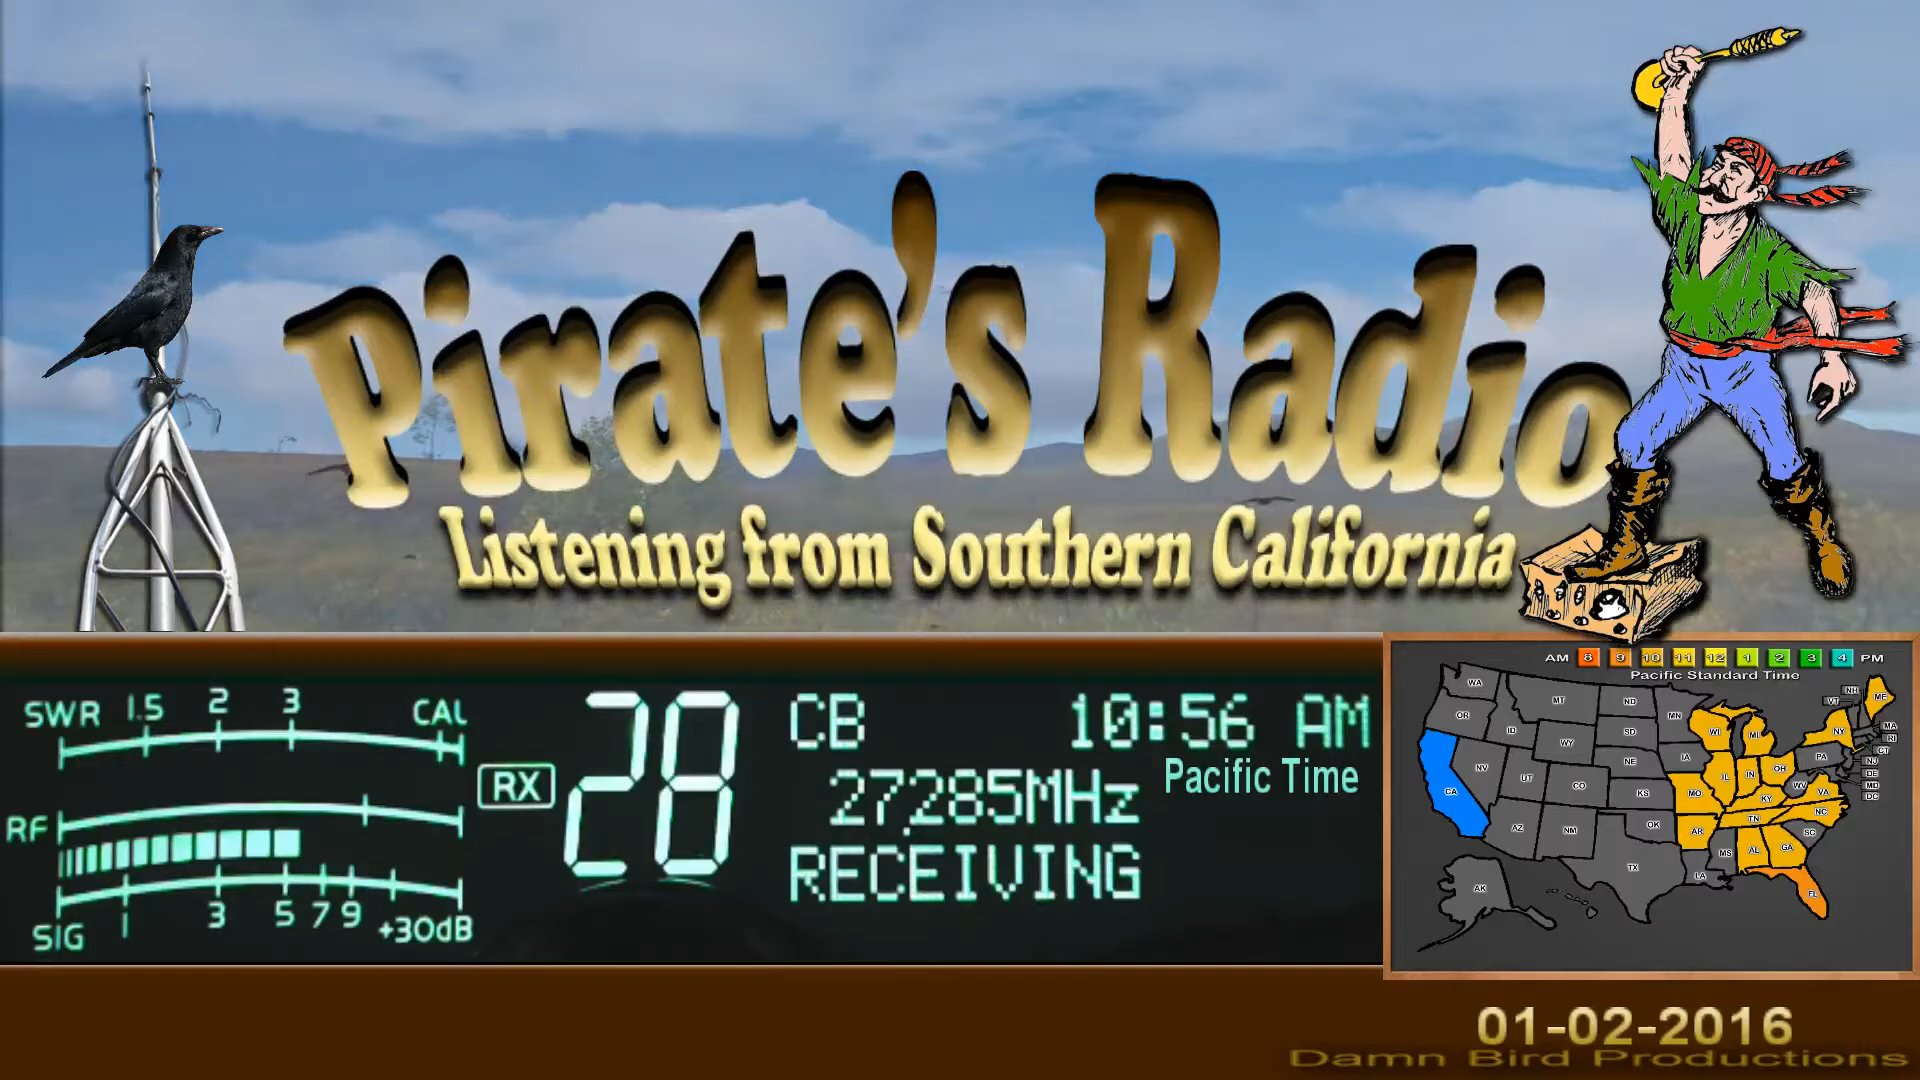 Pirate's Radio
Listening from Southern California
SWR 1.5 2 3 CAL
RF
SIG 1 3 5 7 9 +30dB
RX
28
CB
10:56 AM
Pacific Time
27.285MHz
RECEIVING
AM 8 9 10 11 12 1 2 3 4 PM
Pacific Standard Time
WA
MT
ND
MN
OR
ID
WY
SD
WI
MI
NY
VT
NH
ME
MA
RI
CT
NJ
DE
MD
DC
CA
NV
UT
CO
NE
IA
IL
IN
OH
PA
WV
VA
KS
MO
KY
NC
AZ
NM
OK
AR
TN
SC
TX
LA
MS
AL
GA
FL
AK
01-02-2016
Damn Bird Productions